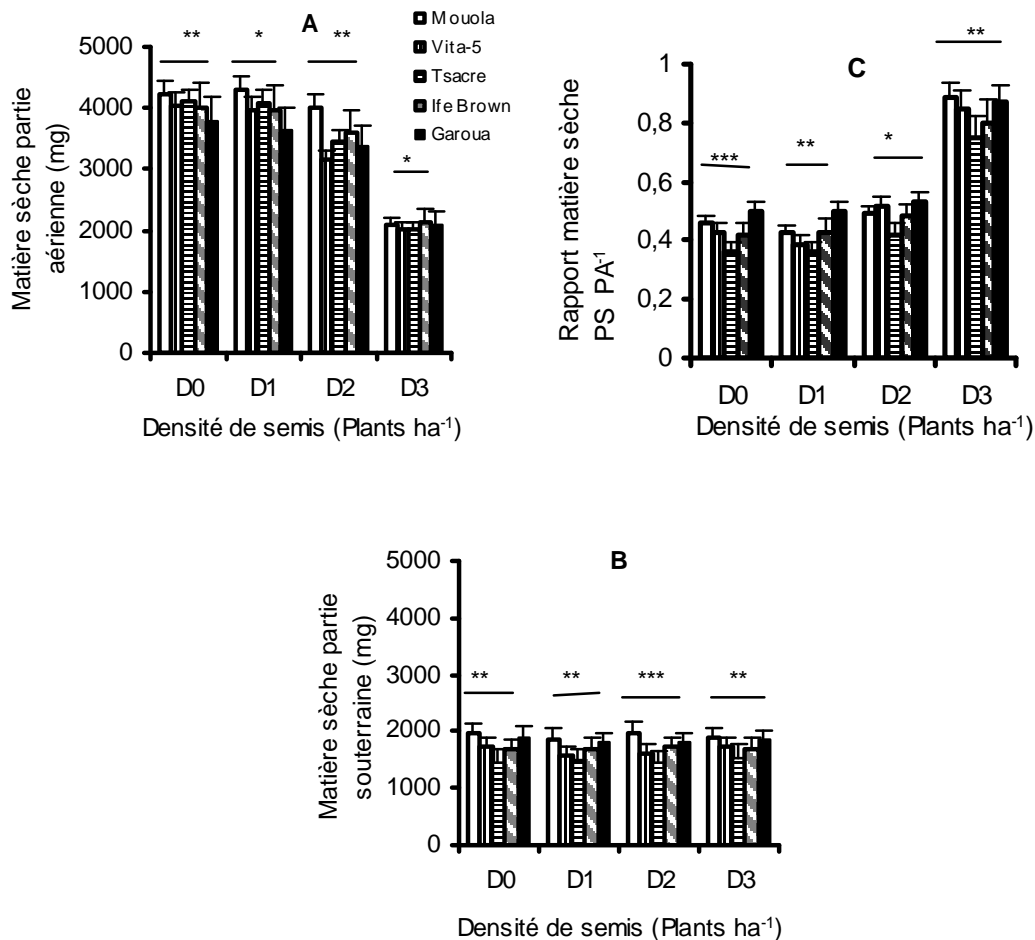 A
Mouola
Vita-5
Tsacre
Ife Brown
Garoua
** * ** *
5000
4000
3000
2000
1000
0
Matière sèche partie
aérienne (mg)
D0 D1 D2 D3
Densité de semis (Plants ha-1)
C
*** ** * **
1
0,8
0,6
0,4
0,2
0
Rapport matière sèche
PS PA-1
D0 D1 D2 D3
Densité de semis (Plants ha-1)
B
** ** *** **
5000
4000
3000
2000
1000
0
Matière sèche partie
souterraine (mg)
D0 D1 D2 D3
Densité de semis (Plants ha-1)